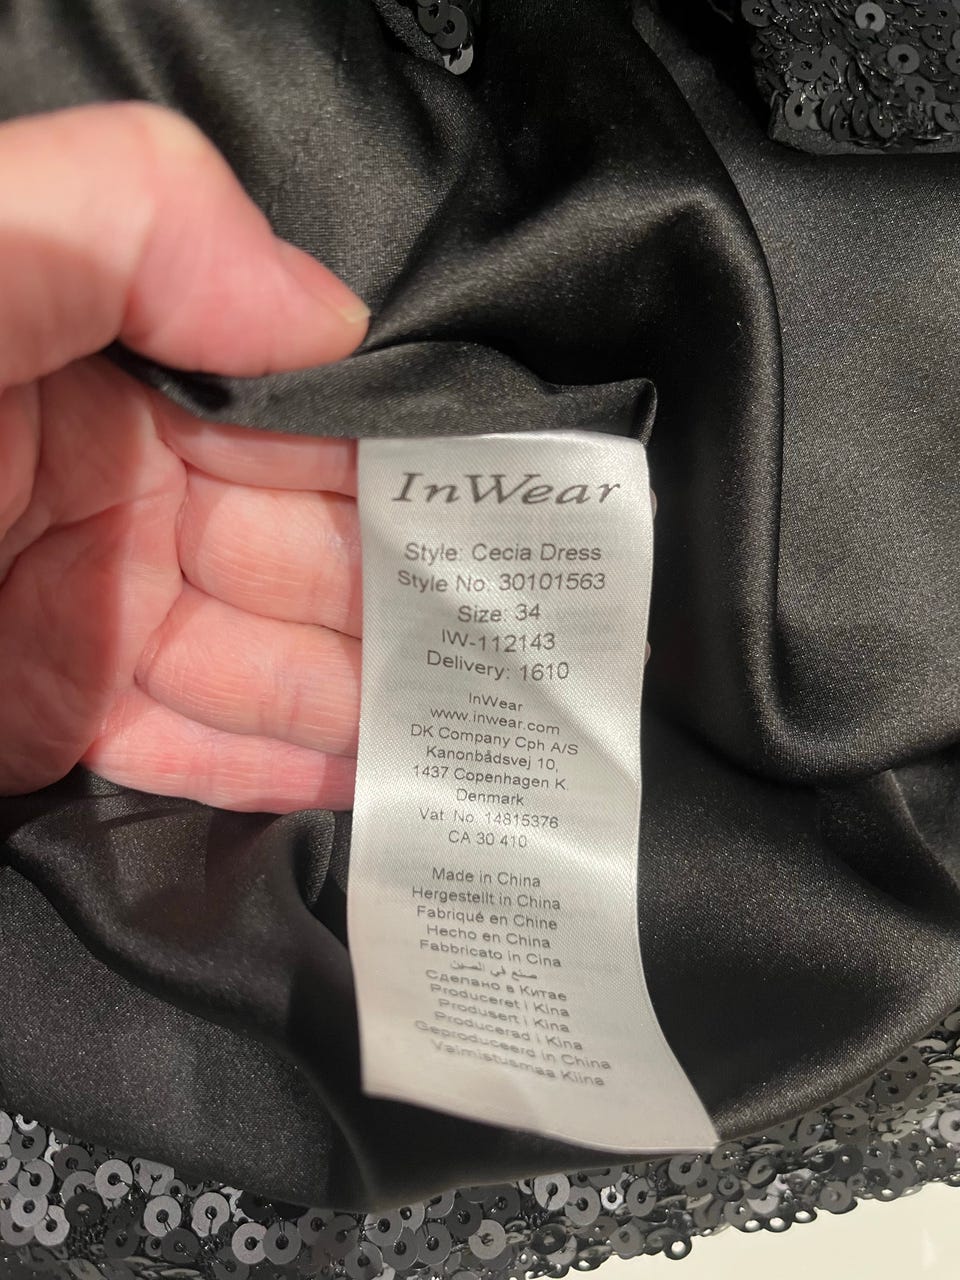 InWear
Style: Cecia Dress
Style No: 30101563
Size: 34
IW-112143
Delivery: 1610
InWear
www.inwear.com
DK Company Cph A/S
Kanonbådsvej 10,
1437 Copenhagen K
Denmark
Vat No. 14815376
CA 30 410
Made in China
Hergestellt in China
Fabriqué en Chine
Hecho en China
Fabbricato in Cina
صنع في الصين
Сделано в Китае
Produceret i Kina
Produsert i Kina
Producerad i Kina
Geproduceerd in China
Valmistusmaa Kiina